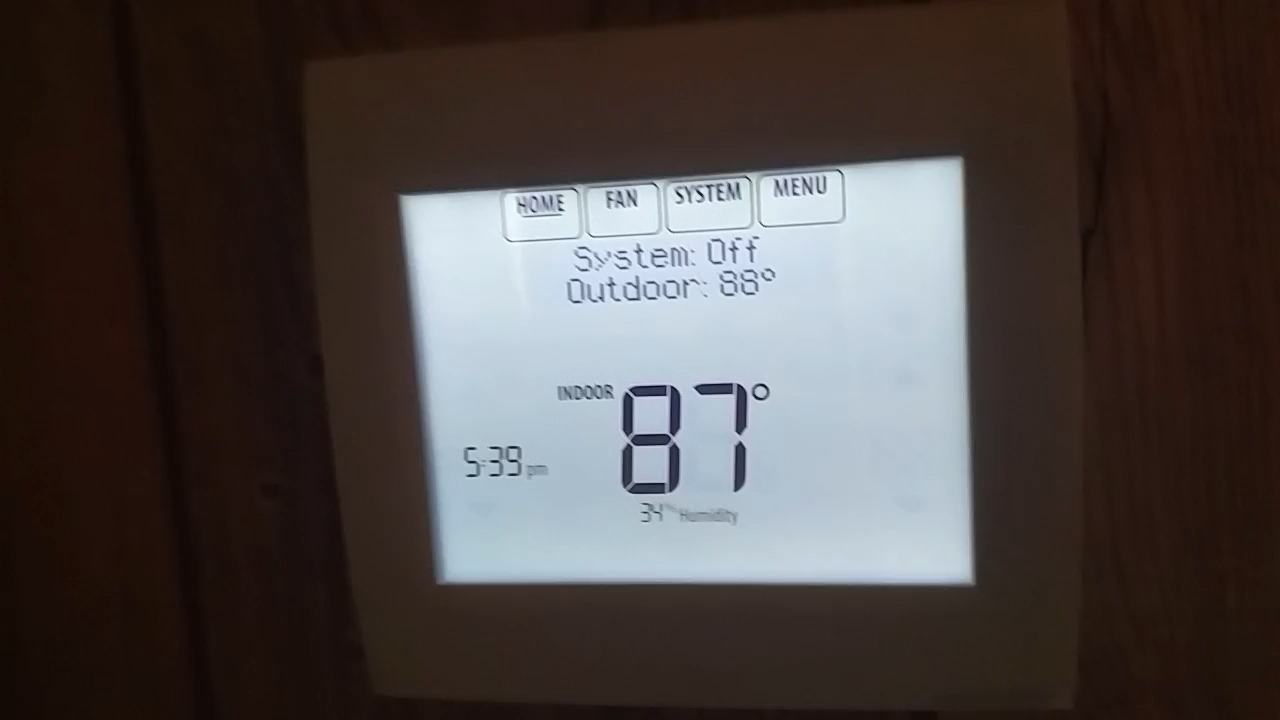 HOME FAN SYSTEM MENU
System: Off
Outdoor: 88°
INDOOR 87°
5:39 pm
34% Humidity